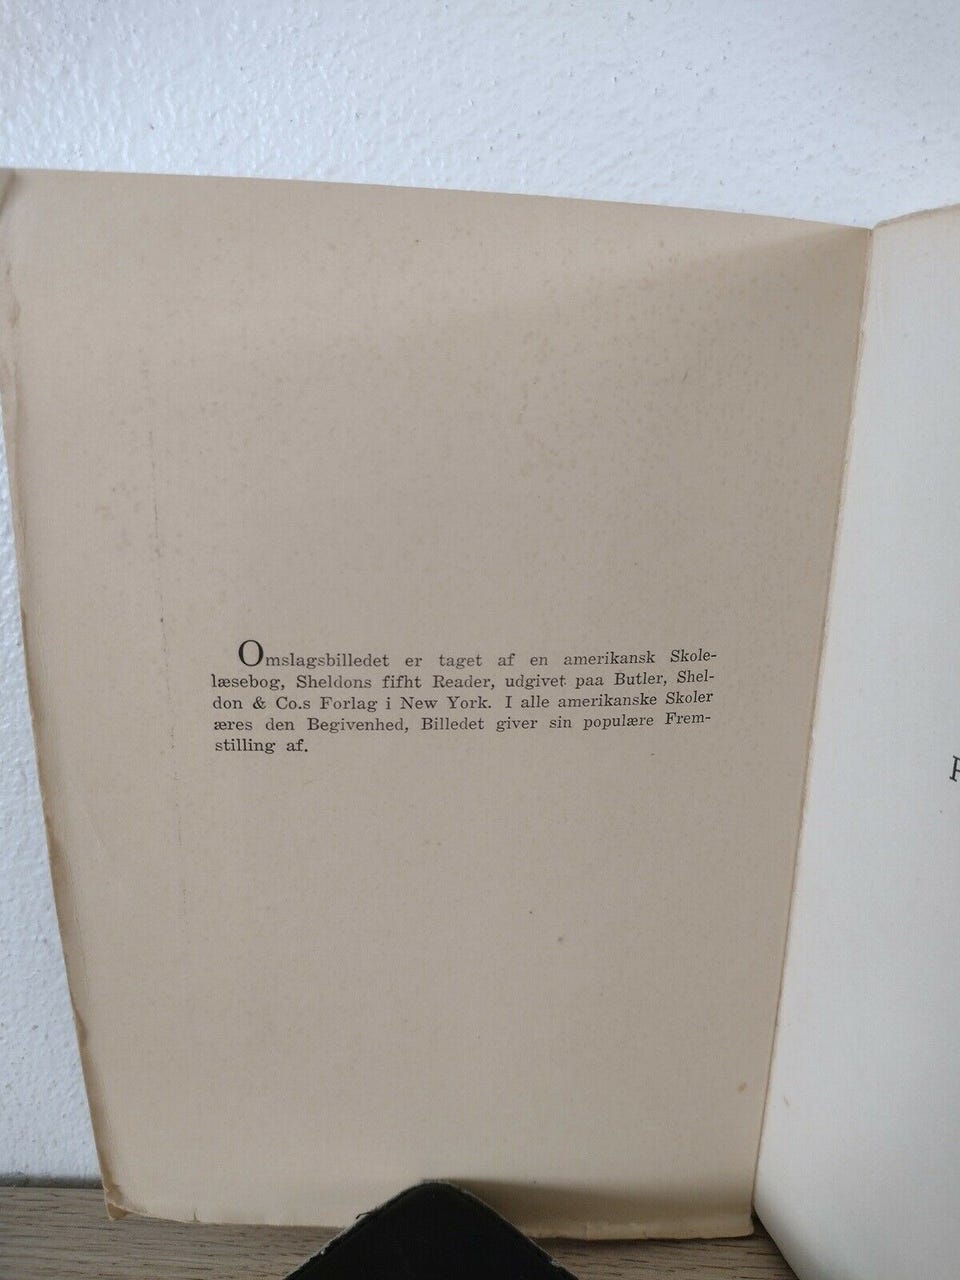 Omslagsbilledet er taget af en amerikansk Skole-
læsebog, Sheldons fifht Reader, udgivet paa Butler, Shel-
don & Co.s Forlag i New York. I alle amerikanske Skoler
æres den Begivenhed, Billedet giver sin populære Frem-
stilling af.